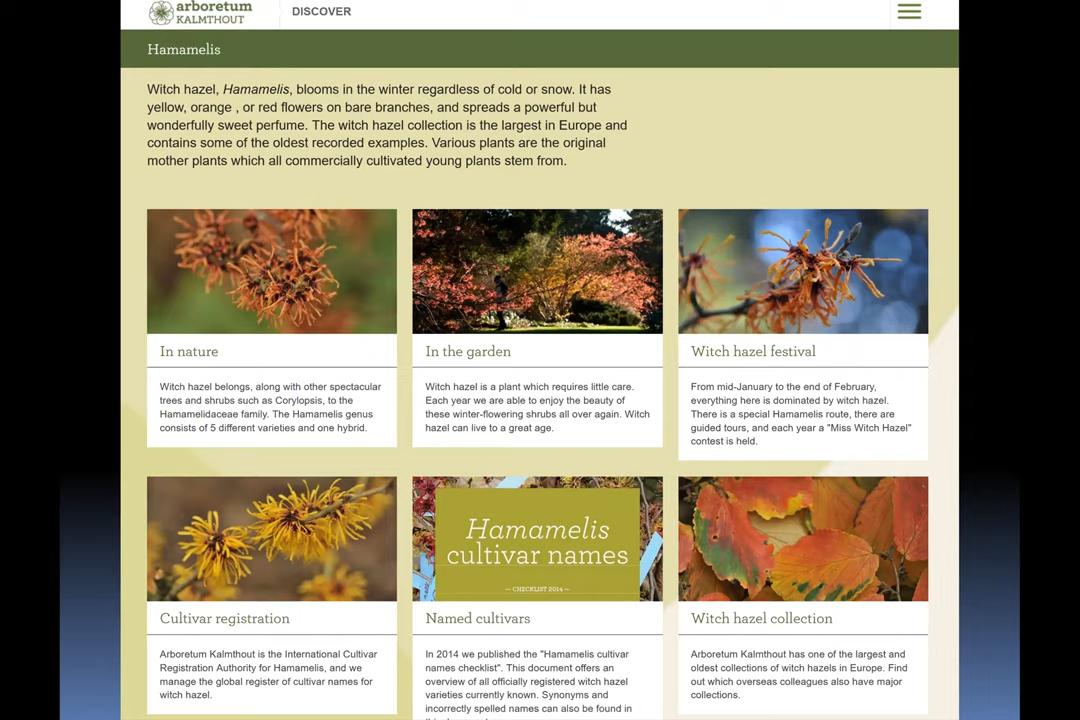 arboretum
KALMTHOUT
DISCOVER
Hamamelis
Witch hazel, Hamamelis, blooms in the winter regardless of cold or snow. It has
yellow, orange , or red flowers on bare branches, and spreads a powerful but
wonderfully sweet perfume. The witch hazel collection is the largest in Europe and
contains some of the oldest recorded examples. Various plants are the original
mother plants which all commercially cultivated young plants stem from.
In nature
Witch hazel belongs, along with other spectacular
trees and shrubs such as Corylopsis, to the
Hamamelidaceae family. The Hamamelis genus
consists of 5 different varieties and one hybrid.
In the garden
Witch hazel is a plant which requires little care.
Each year we are able to enjoy the beauty of
these winter-flowering shrubs all over again. Witch
hazel can live to a great age.
Witch hazel festival
From mid-January to the end of February,
everything here is dominated by witch hazel.
There is a special Hamamelis route, there are
guided tours, and each year a "Miss Witch Hazel"
contest is held.
Cultivar registration
Arboretum Kalmthout is the International Cultivar
Registration Authority for Hamamelis, and we
manage the global register of cultivar names for
witch hazel.
Hamamelis
cultivar names
— CHECKLIST 2014 —
Named cultivars
In 2014 we published the "Hamamelis cultivar
names checklist". This document offers an
overview of all officially registered witch hazel
varieties currently known. Synonyms and
incorrectly spelled names can also be found in
Witch hazel collection
Arboretum Kalmthout has one of the largest and
oldest collections of witch hazels in Europe. Find
out which overseas colleagues also have major
collections.